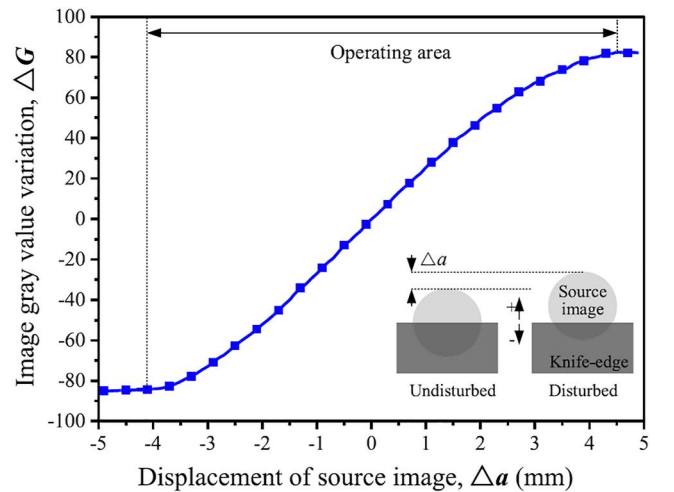 Image gray value variation, △G
100
80
60
40
20
0
-20
-40
-60
-80
-100
Operating area
△a
Source
image
+
-
Knife-edge
Undisturbed
Disturbed
-5 -4 -3 -2 -1 0 1 2 3 4 5
Displacement of source image, △a (mm)